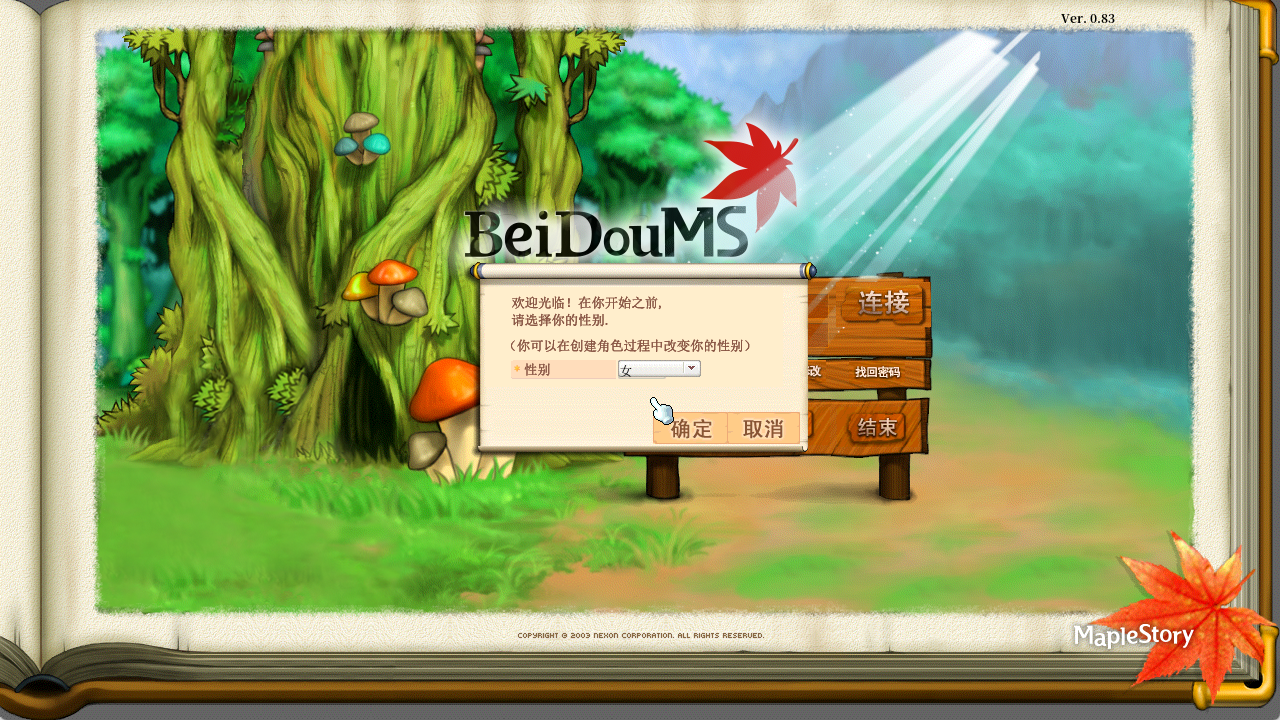 Ver. 0.83
BeiDouMS
欢迎光临！在你开始之前,
请选择你的性别.
（你可以在创建角色过程中改变你的性别）
性别
女
确定
取消
连接
改
找回密码
结束
COPYRIGHT © 2003 NEXON CORPORATION. ALL RIGHTS RESERVED.
MapleStory